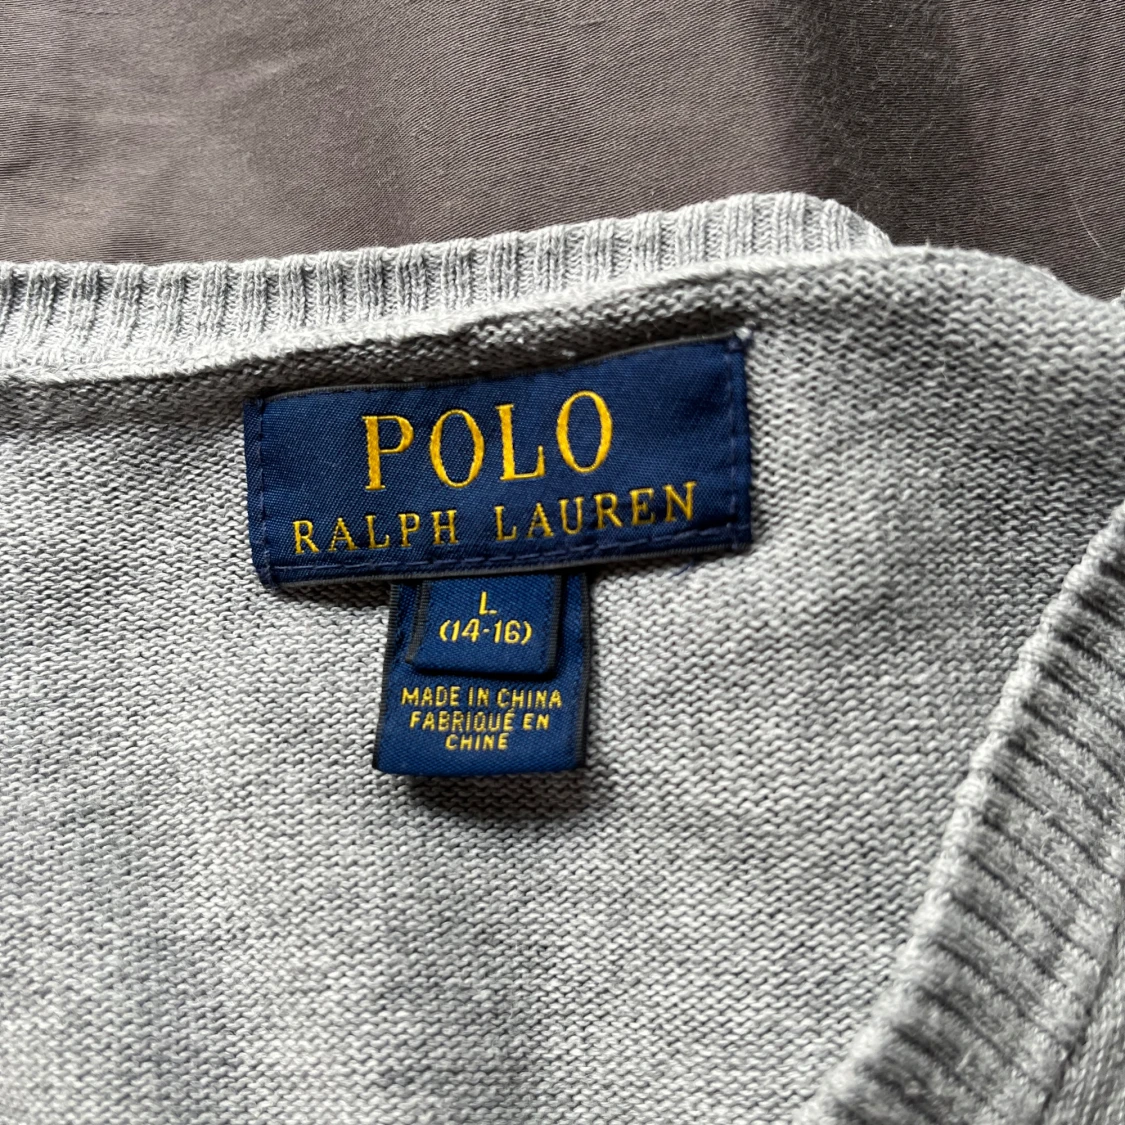 POLO
RALPH LAUREN
L
(14-16)
MADE IN CHINA
FABRIQUÉ EN
CHINE